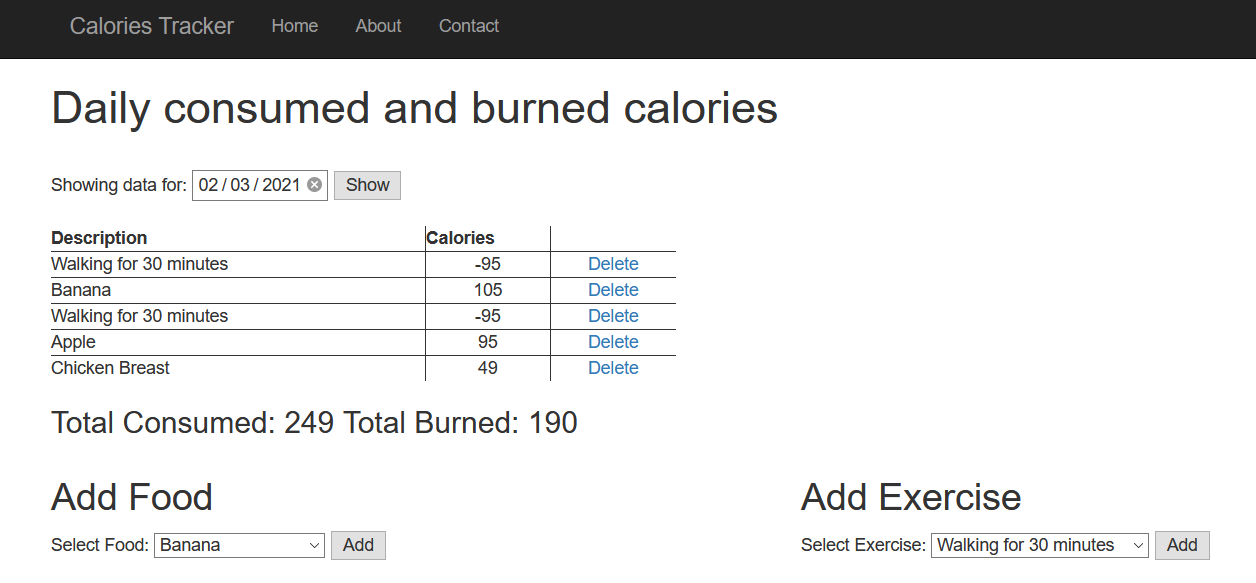 Calories Tracker Home About Contact
Daily consumed and burned calories
Showing data for: 02 / 03 / 2021 Show
Description Calories
Walking for 30 minutes -95 Delete
Banana 105 Delete
Walking for 30 minutes -95 Delete
Apple 95 Delete
Chicken Breast 49 Delete
Total Consumed: 249 Total Burned: 190
Add Food Add Exercise
Select Food: Banana Add Select Exercise: Walking for 30 minutes Add